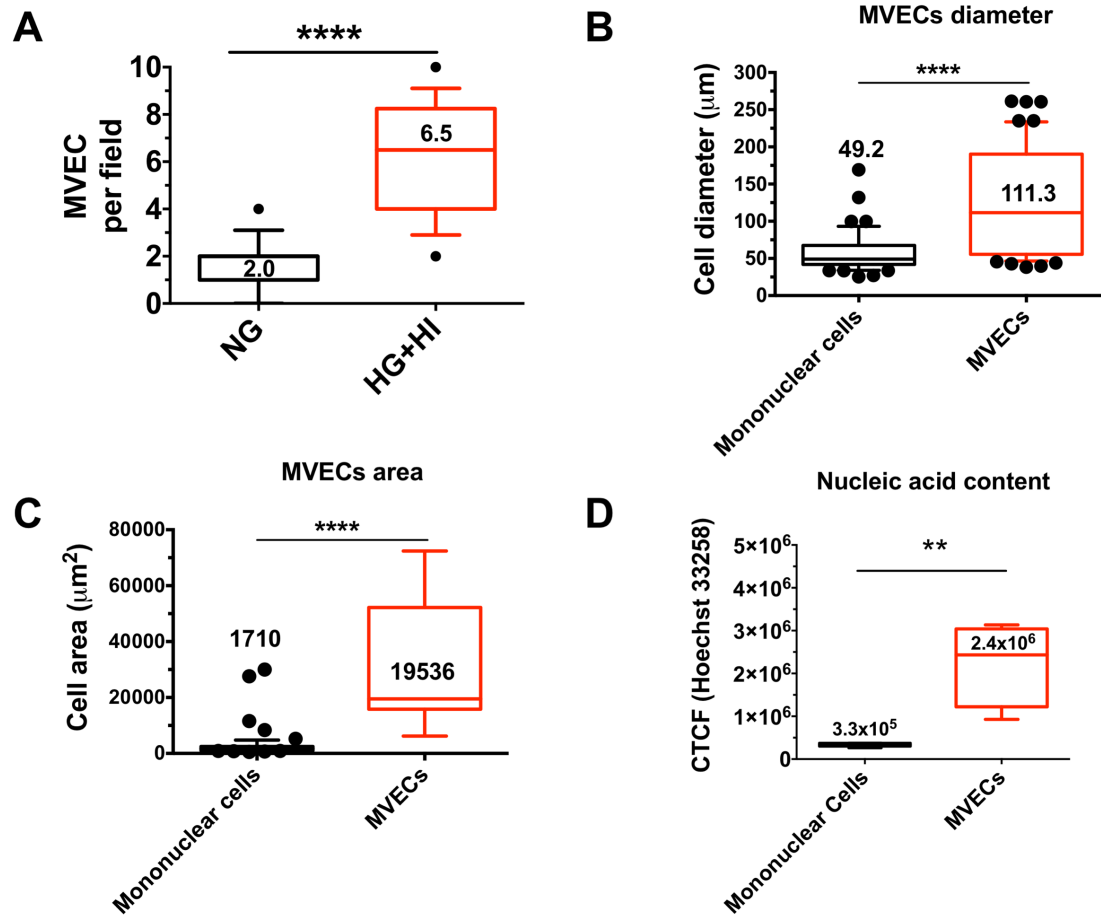 A
****
MVEC
per field
10
8
6
4
2
0
6.5
2.0
NG
HG+HI
B
MVECs diameter
****
Cell diameter (μm)
300
250
200
150
100
50
0
49.2
111.3
Mononuclear cells
MVECs
C
MVECs area
****
Cell area (μm²)
80000
60000
40000
20000
0
1710
19536
Mononuclear cells
MVECs
D
Nucleic acid content
**
CTCF (Hoechst 33258)
5×10⁶
4×10⁶
3×10⁶
2×10⁶
1×10⁶
0
3.3x10⁵
2.4x10⁶
Mononuclear Cells
MVECs